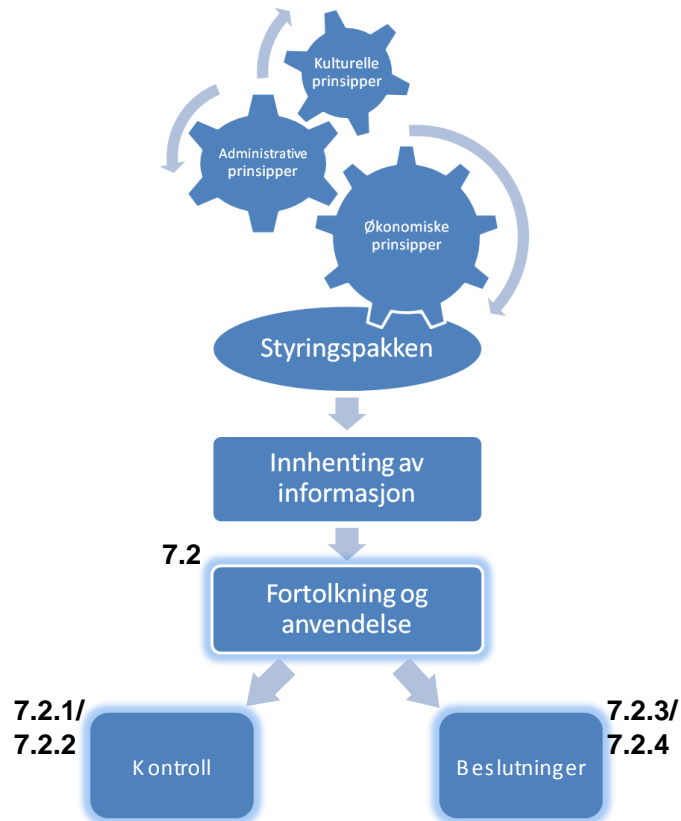 Kulturelle
prinsipper
Administrative
prinsipper
Økonomiske
prinsipper
Styringspakken
Innhenting av
informasjon
7.2
Fortolkning og
anvendelse
7.2.1/
7.2.2
Kontroll
7.2.3/
7.2.4
Beslutninger